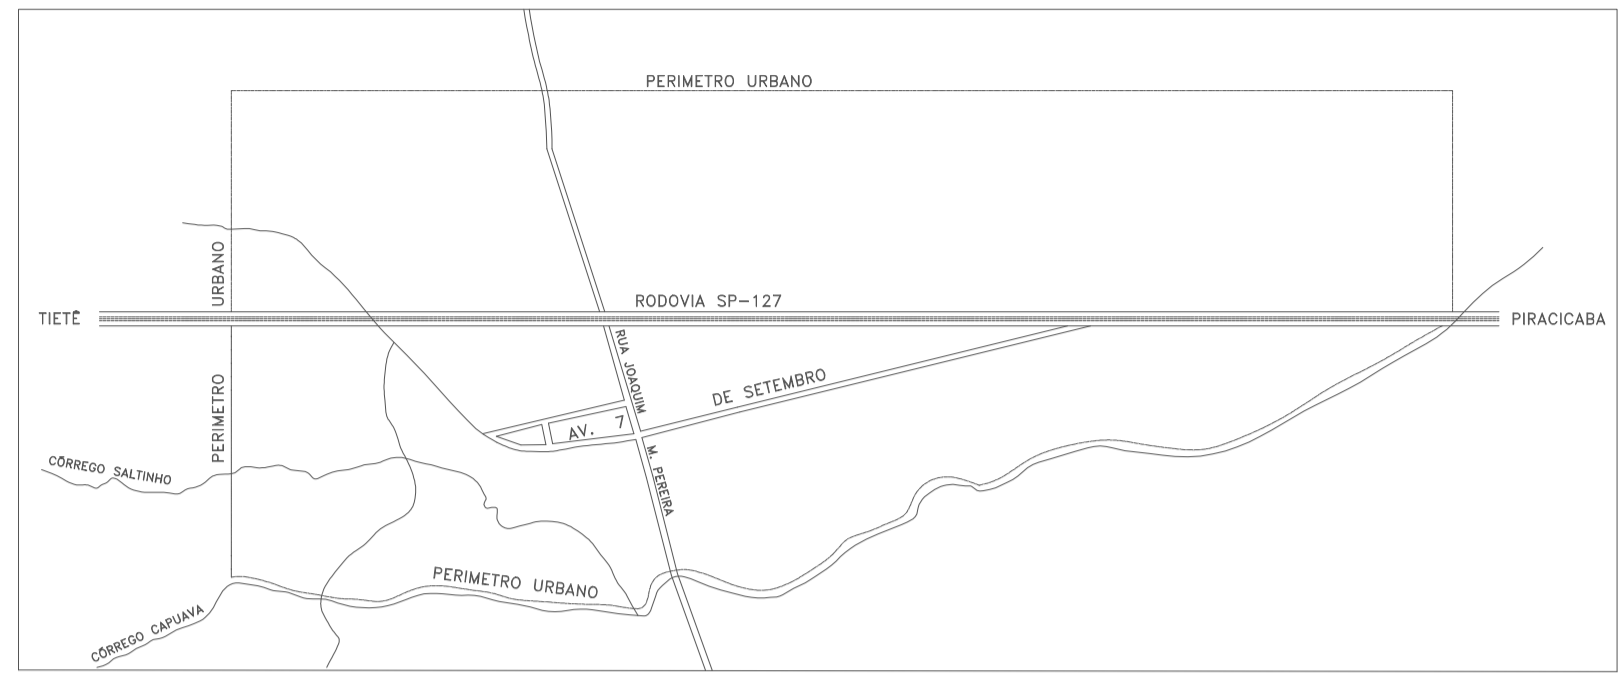 PERIMETRO URBANO
PERIMETRO URBANO
RODOVIA SP-127
TIETÊ
PIRACICABA
RUA JOAQUIM M. PEREIRA
AV. 7 DE SETEMBRO
CÓRREGO SALTINHO
PERIMETRO URBANO
CÓRREGO CAPUAVA